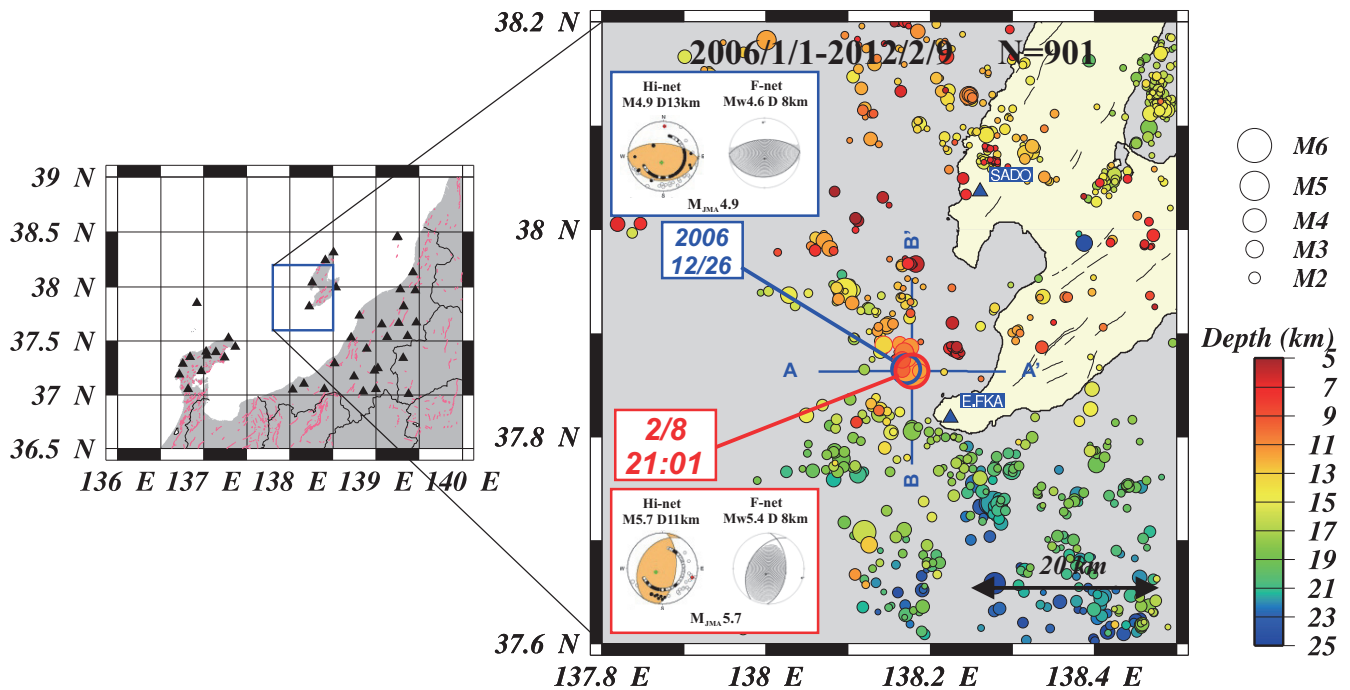 39 N
38.5 N
38 N
37.5 N
37 N
36.5 N
136 E
137 E
138 E
139 E
140 E
38.2 N
38 N
37.8 N
37.6 N
137.8 E
138 E
138.2 E
138.4 E
2006/1/1-2012/2/9 N=901
Hi-net
M4.9 D13km
F-net
Mw4.6 D 8km
N
W
E
S
MJMA4.9
2006
12/26
SADO
B'
A
A'
E.FKA
B
2/8
21:01
Hi-net
M5.7 D11km
F-net
Mw5.4 D 8km
W
E
S
MJMA5.7
20 km
M6
M5
M4
M3
M2
Depth (km)
5
7
9
11
13
15
17
19
21
23
25